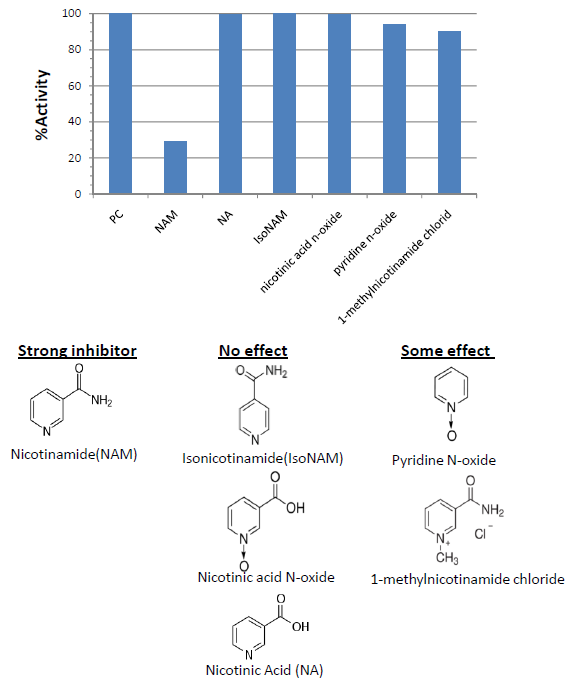 100
80
60
40
20
0
%Activity
PC
NAM
NA
IsoNAM
nicotinic acid n-oxide
pyridine n-oxide
1-methylnicotinamide chlorid
Strong inhibitor
O
NH2
N
Nicotinamide(NAM)
No effect
O
NH2
N
Isonicotinamide(IsoNAM)
O
OH
N
O
Nicotinic acid N-oxide
O
OH
N
Nicotinic Acid (NA)
Some effect
N
O
Pyridine N-oxide
O
NH2
N+
Cl-
CH3
1-methylnicotinamide chloride